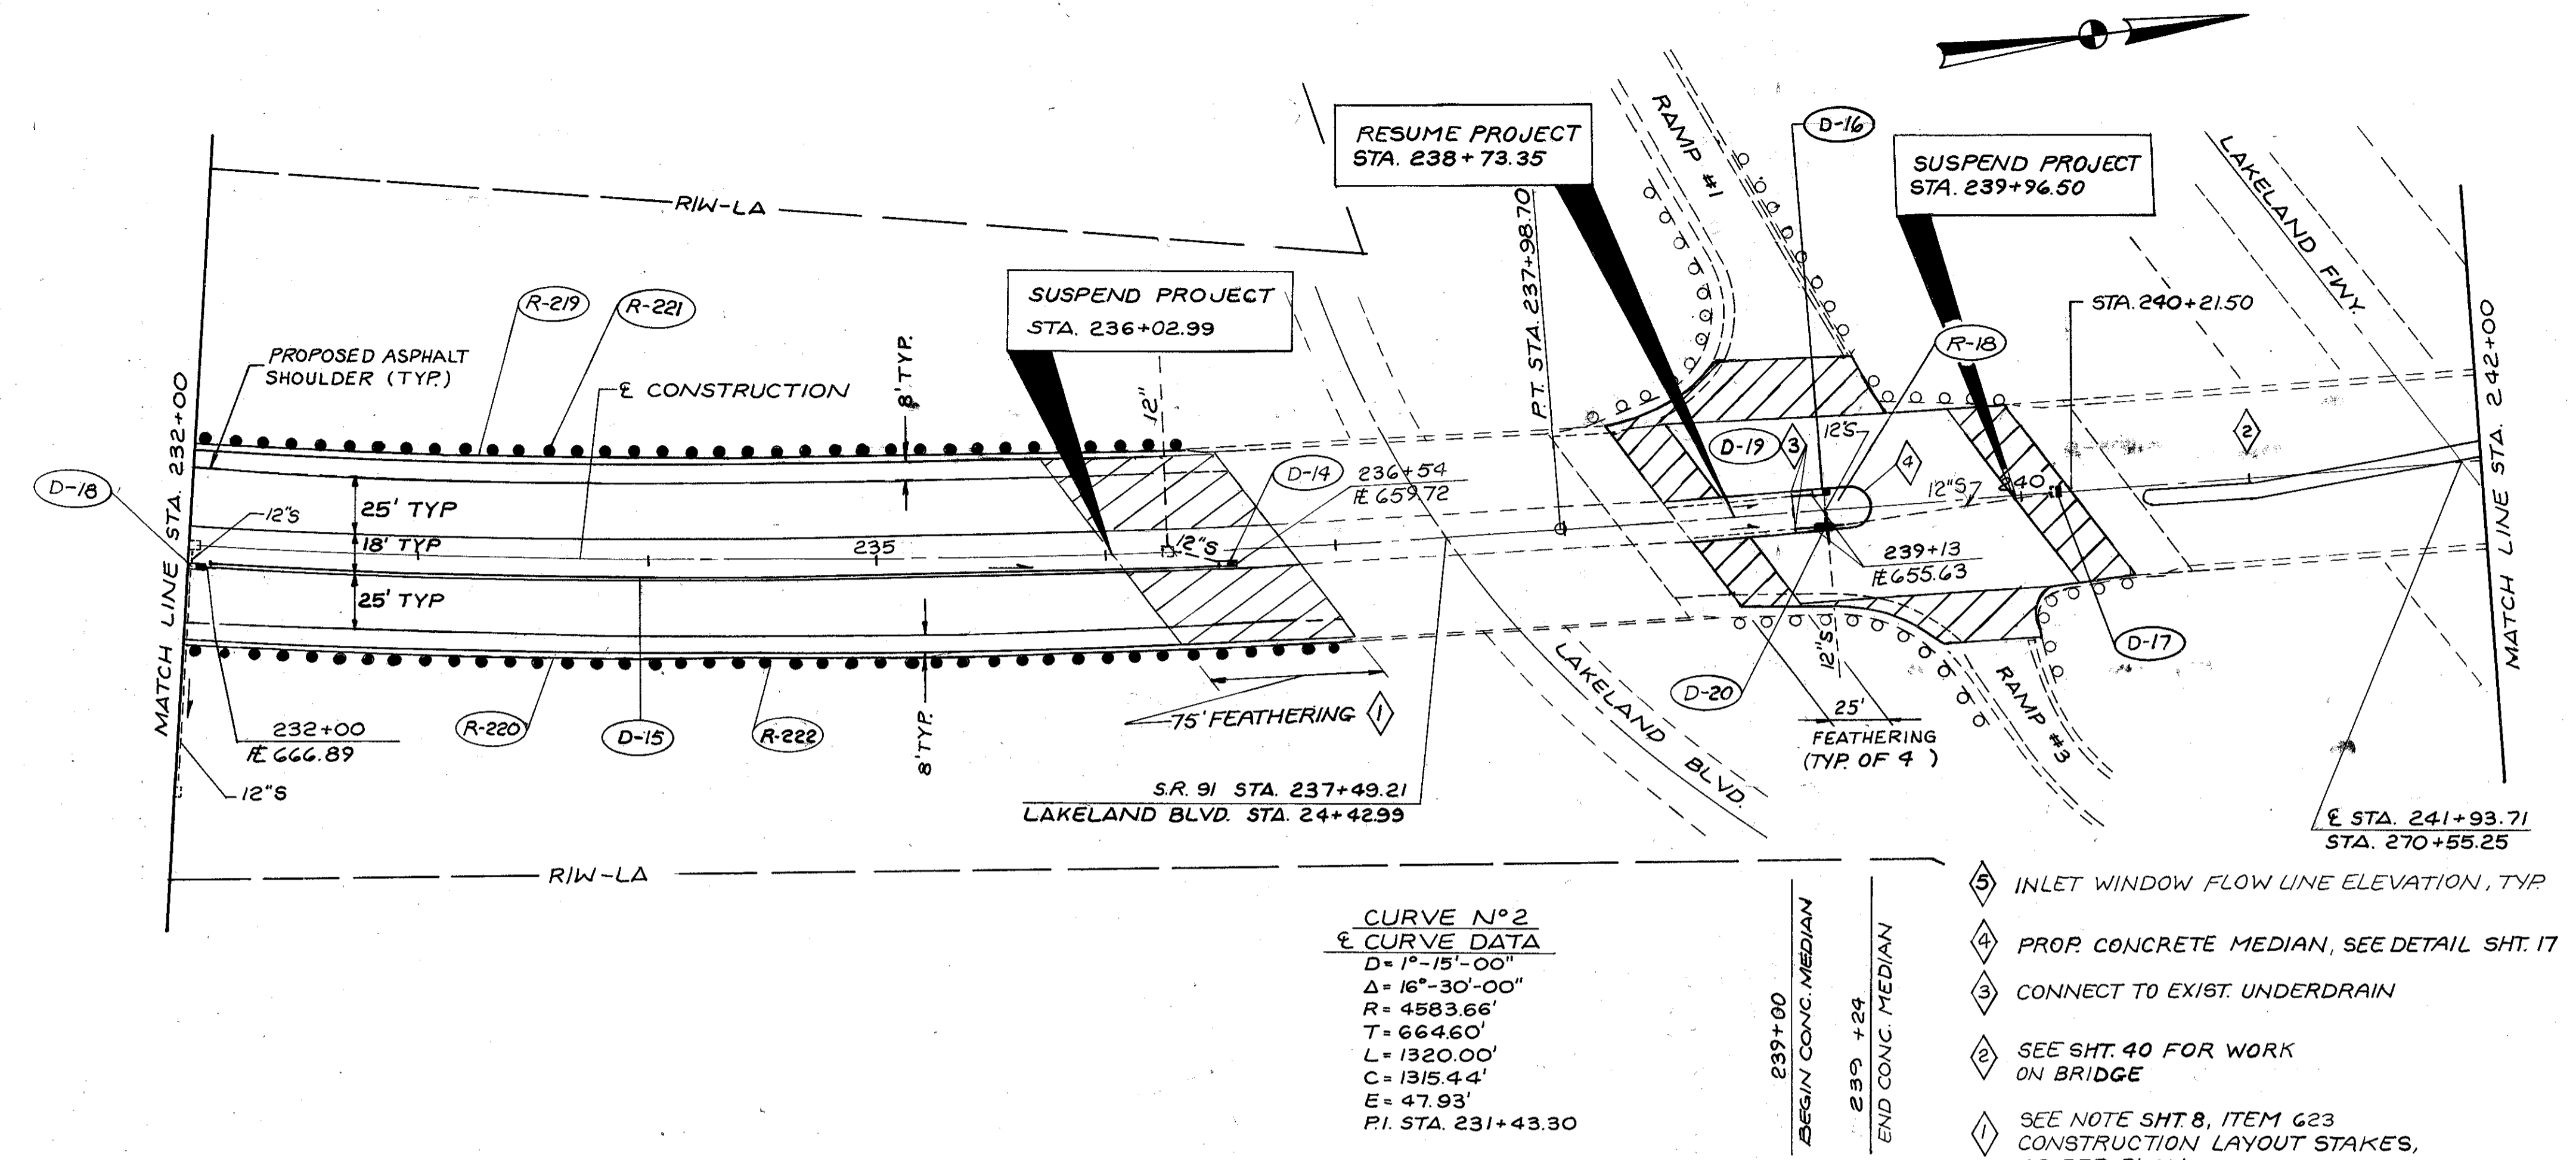 RESUME PROJECT
STA. 238+73.35
RAMP #1
D-16
SUSPEND PROJECT
STA. 239+96.50
LAKELAND FWY.
R/W-LA
P.T. STA. 237+98.70
R-219
R-221
SUSPEND PROJECT
STA. 236+02.99
STA. 240+21.50
R-18
PROPOSED ASPHALT
SHOULDER (TYP.)
℄ CONSTRUCTION
8' TYP.
12"
MATCH LINE STA. 232+00
MATCH LINE STA. 242+00
D-19
3
12"S
4
2
D-18
12"S
25' TYP
18' TYP
25' TYP
235
12"S
D-14
236+54
℄ 659.72
12"S
240
239+13
℄ 655.63
D-17
D-20
12"S
25'
FEATHERING
(TYP. OF 4 )
RAMP #3
LAKELAND BLVD.
75' FEATHERING 1
232+00
℄ 666.89
12"S
R-220
D-15
R-222
8' TYP.
S.R. 91 STA. 237+49.21
LAKELAND BLVD. STA. 24+42.99
℄ STA. 241+93.71
STA. 270+55.25
R/W-LA
CURVE Nº2
℄ CURVE DATA
D= 1°-15'-00"
Δ= 16°-30'-00"
R= 4583.66'
T= 664.60'
L= 1320.00'
C= 1315.44'
E= 47.93'
P.I. STA. 231+43.30
239+00
BEGIN CONC. MEDIAN
239 +24
END CONC. MEDIAN
5 INLET WINDOW FLOW LINE ELEVATION, TYP.
4 PROP. CONCRETE MEDIAN, SEE DETAIL SHT. 17
3 CONNECT TO EXIST. UNDERDRAIN
2 SEE SHT. 40 FOR WORK
ON BRIDGE
1 SEE NOTE SHT. 8, ITEM 623
CONSTRUCTION LAYOUT STAKES,